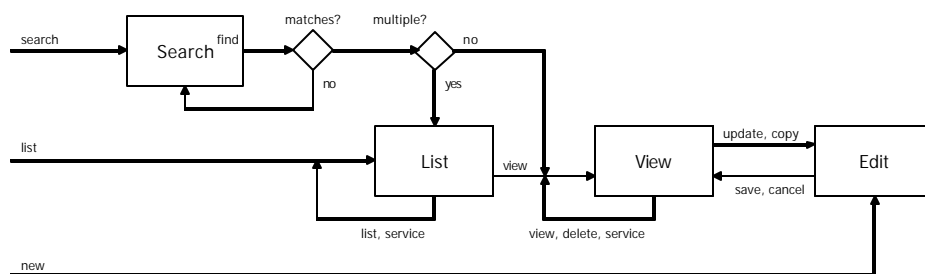 matches?
multiple?
search
Search
find
no
no
yes
list
List
view
View
update, copy
Edit
save, cancel
list, service
view, delete, service
new